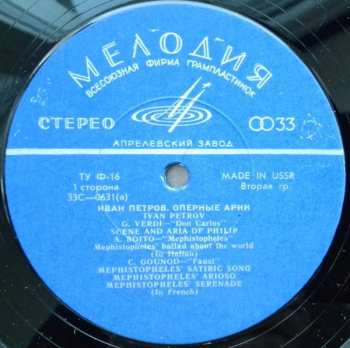 МЕЛОДИЯ
ВСЕСОЮЗНАЯ ФИРМА ГРАМПЛАСТИНОК
СТЕРЕО
33
АПРЕЛЕВСКИЙ ЗАВОД
ТУ Ф-16
1 сторона
33С—0631(а)
MADE IN USSR
Вторая гр.
ИВАН ПЕТРОВ. ОПЕРНЫЕ АРИИ
IVAN PETROV
G. VERDI—"Don Carlos"
SCENE AND ARIA OF PHILIP
A. BOITO—"Mephistopheles"
Mephistopheles' ballad about the world
(In Italian)
C. GOUNOD—"Faust"
MEPHISTOPHELES' SATIRIC SONG
MEPHISTOPHELES' ARIOSO
MEPHISTOPHELES' SERENADE
(In French)